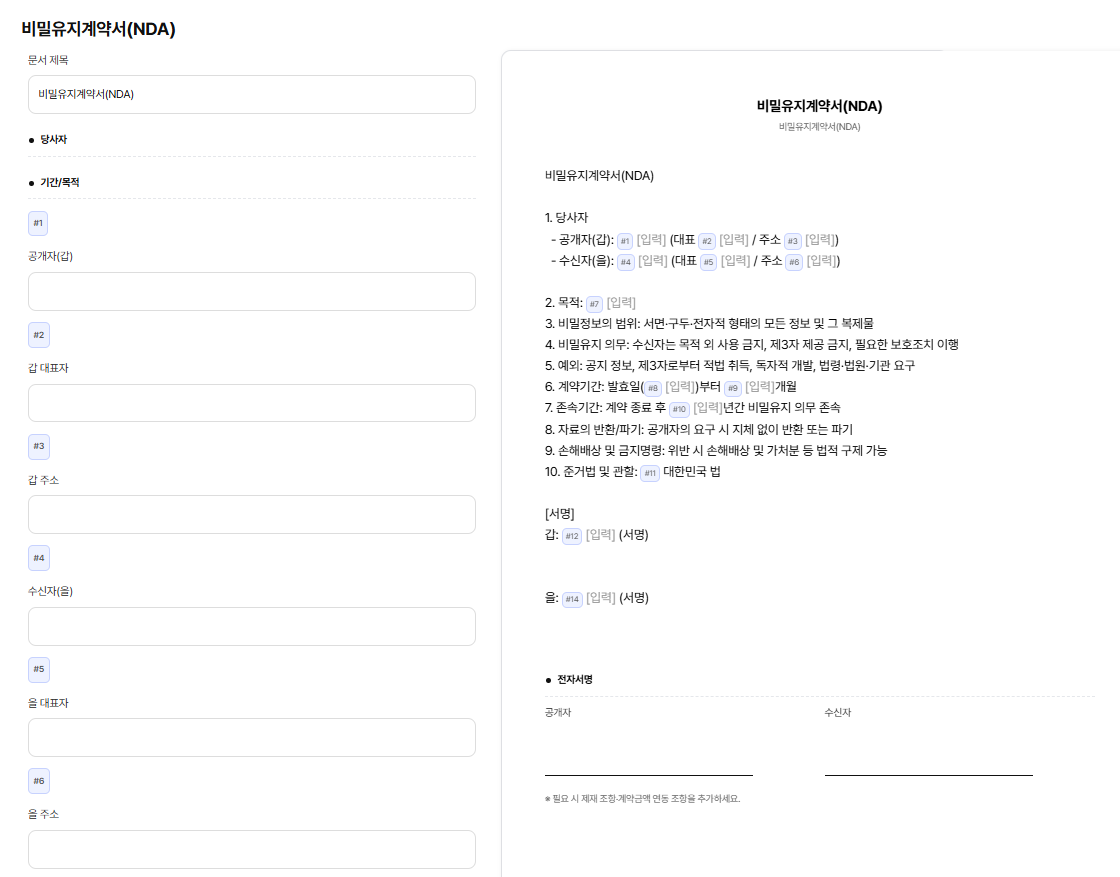 비밀유지계약서(NDA)
문서 제목
비밀유지계약서(NDA)
● 당사자
● 기간/목적
#1
공개자(갑)
#2
갑 대표자
#3
갑 주소
#4
수신자(을)
#5
을 대표자
#6
을 주소
비밀유지계약서(NDA)
비밀유지계약서(NDA)
비밀유지계약서(NDA)
1. 당사자
- 공개자(갑): #1 [입력] (대표 #2 [입력] / 주소 #3 [입력])
- 수신자(을): #4 [입력] (대표 #5 [입력] / 주소 #6 [입력])
2. 목적: #7 [입력]
3. 비밀정보의 범위: 서면·구두·전자적 형태의 모든 정보 및 그 복제물
4. 비밀유지 의무: 수신자는 목적 외 사용 금지, 제3자 제공 금지, 필요한 보호조치 이행
5. 예외: 공지 정보, 제3자로부터 적법 취득, 독자적 개발, 법령·법원·기관 요구
6. 계약기간: 발효일(#8 [입력])부터 #9 [입력]개월
7. 존속기간: 계약 종료 후 #10 [입력]년간 비밀유지 의무 존속
8. 자료의 반환/파기: 공개자의 요구 시 지체 없이 반환 또는 파기
9. 손해배상 및 금지명령: 위반 시 손해배상 및 가처분 등 법적 구제 가능
10. 준거법 및 관할: #11 대한민국 법
[서명]
갑: #12 [입력] (서명)
을: #14 [입력] (서명)
● 전자서명
공개자
수신자
※ 필요 시 제재 조항·계약금액 연동 조항을 추가하세요.